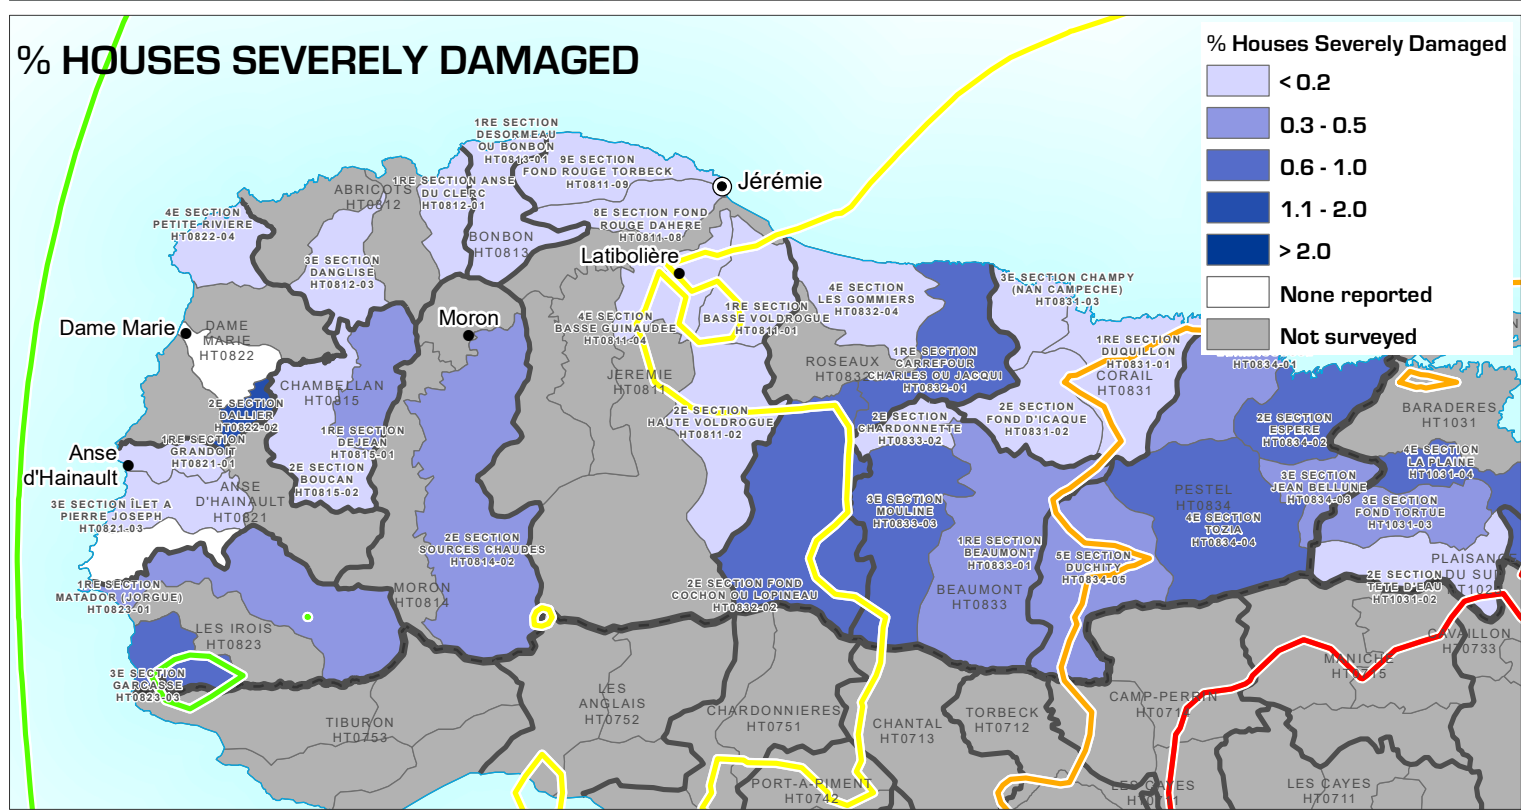 % HOUSES SEVERELY DAMAGED
% Houses Severely Damaged
< 0.2
0.3 - 0.5
0.6 - 1.0
1.1 - 2.0
> 2.0
None reported
Not surveyed
1RE SECTION
DESORMEAU
OU BONBON
HT0813-01
9E SECTION
FOND ROUGE TORBECK
HT0811-09
Jérémie
ABRICOTS
HT0812
1RE SECTION ANSE
DU CLERC
HT0812-01
4E SECTION
PETITE RIVIERE
HT0822-04
8E SECTION FOND
ROUGE DAHERE
HT0811-08
BONBON
HT0813
Latibolière
3E SECTION
DANGLISE
HT0812-03
3E SECTION CHAMPY
(NAN CAMPECHE)
HT0831-03
4E SECTION
LES GOMMIERS
HT0832-04
1RE SECTION
BASSE VOLDROGUE
HT0811-01
4E SECTION
BASSE GUINAUDEE
HT0811-04
Moron
Dame Marie
DAME
MARIE
HT0822
1RE SECTION
DUQUILLON
HT0831-01
CORAIL
HT0831
HT0834-01
ROSEAUX
HT0832
1RE SECTION
CARREFOUR
CHARLES OU JACQUI
HT0832-01
JEREMIE
HT0811
CHAMBELLAN
HT0815
2E SECTION
DALLIER
HT0822-02
2E SECTION
HAUTE VOLDROGUE
HT0811-02
2E SECTION
CHARDONNETTE
HT0833-02
2E SECTION
FOND D'ICAQUE
HT0831-02
2E SECTION
ESPERE
HT0834-02
BARADERES
HT1031
1RE SECTION
GRANDOIT
HT0821-01
1RE SECTION
DEJEAN
HT0815-01
Anse
d'Hainault
2E SECTION
BOUCAN
HT0815-02
4E SECTION
LA PLAINE
HT1031-04
3E SECTION
JEAN BELLUNE
HT0834-03
ANSE
D'HAINAULT
HT0821
3E SECTION ÎLET A
PIERRE JOSEPH
HT0821-03
3E SECTION
MOULINE
HT0833-03
PESTEL
HT0834
4E SECTION
TOZIA
HT0834-04
3E SECTION
FOND TORTUE
HT1031-03
2E SECTION
SOURCES CHAUDES
HT0814-02
1RE SECTION
BEAUMONT
HT0833-01
5E SECTION
DUCHITY
HT0834-05
PLAISANCE
DU SUD
2E SECTION
TETE D'EAU
HT1031-02
1RE SECTION
MATADOR (JORGUE)
HT0823-01
MORON
HT0814
2E SECTION FOND
COCHON OU LOPINEAU
HT0832-02
BEAUMONT
HT0833
LES IROIS
HT0823
CAVAILLON
HT0733
MANICHE
HT0715
3E SECTION
GARCASSE
HT0823-03
LES
ANGLAIS
HT0752
CHARDONNIERES
HT0751
CHANTAL
HT0713
TORBECK
HT0712
CAMP-PERRIN
HT0714
TIBURON
HT0753
PORT-A-PIMENT
HT0742
LES CAYES
HT0711
LES CAYES
HT0711